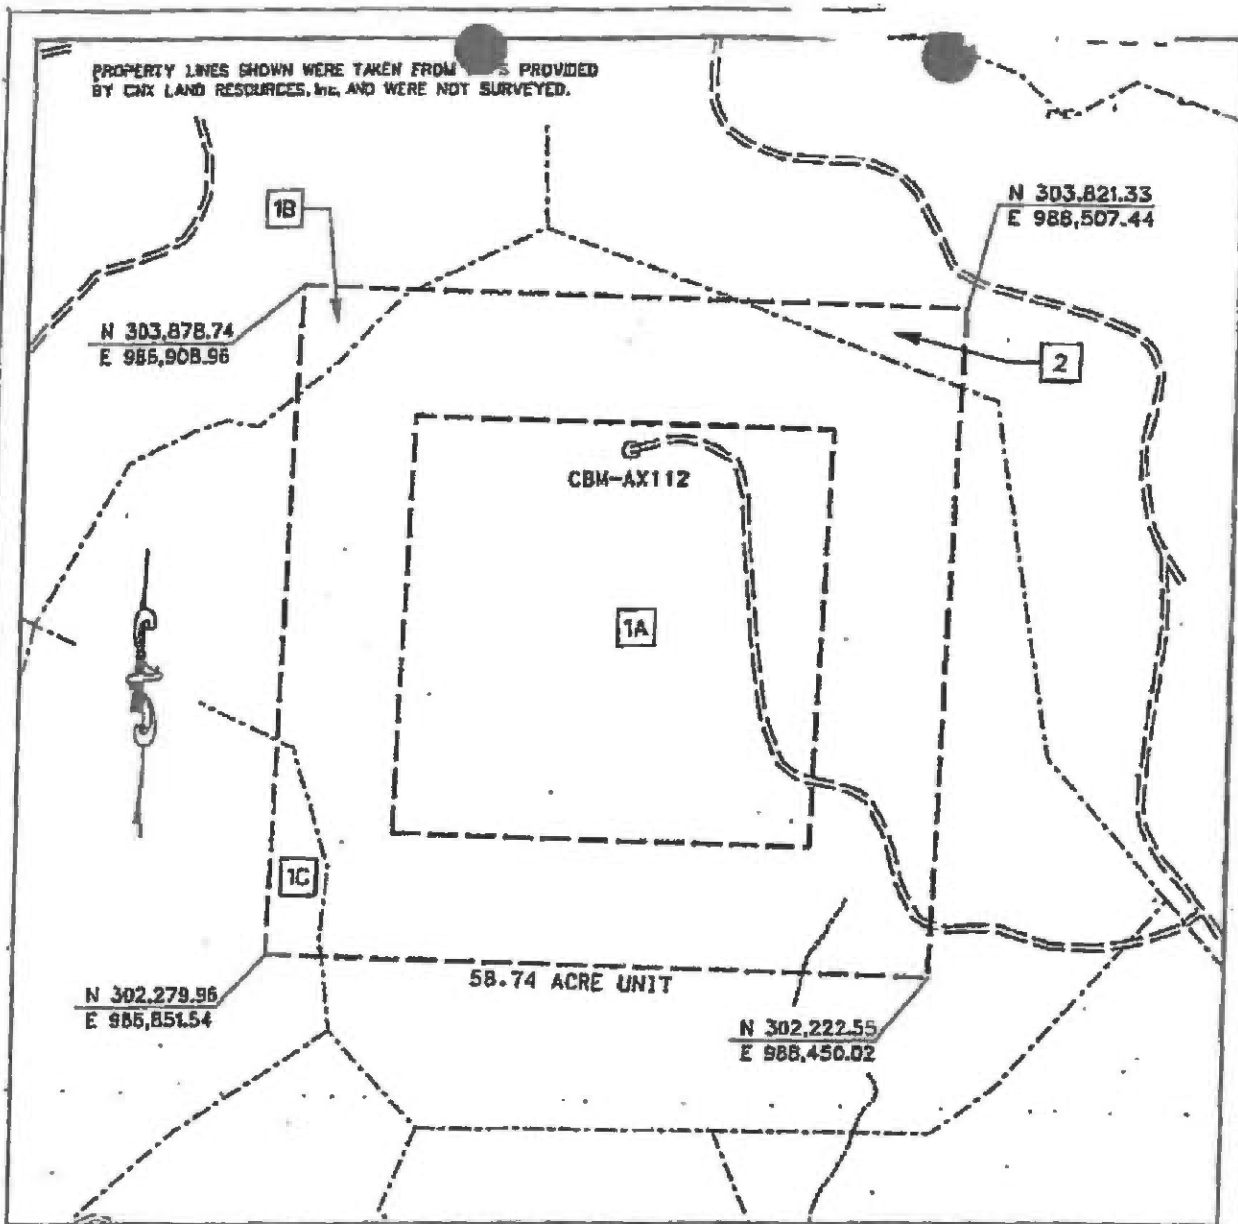 PROPERTY LINES SHOWN WERE TAKEN FROM PROVIDED
BY CNX LAND RESOURCES, Inc, AND WERE NOT SURVEYED.
1B
N 303,821.33
E 988,507.44
N 303,878.74
E 986,908.96
2
CBM-AX112
1A
1C
58.74 ACRE UNIT
N 302,279.96
E 986,851.54
N 302,222.55
E 988,450.02